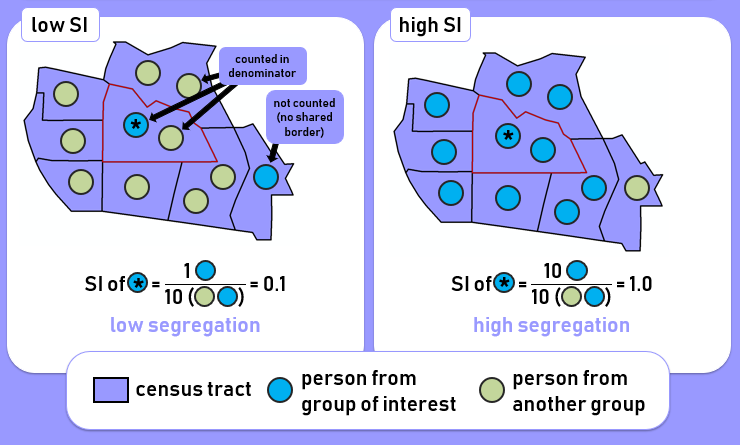 low SI
counted in
denominator
not counted
(no shared
border)
*
SI of * = 1 / 10 ( ) = 0.1
low segregation
high SI
*
SI of * = 10 / 10 ( ) = 1.0
high segregation
census tract
person from
group of interest
person from
another group